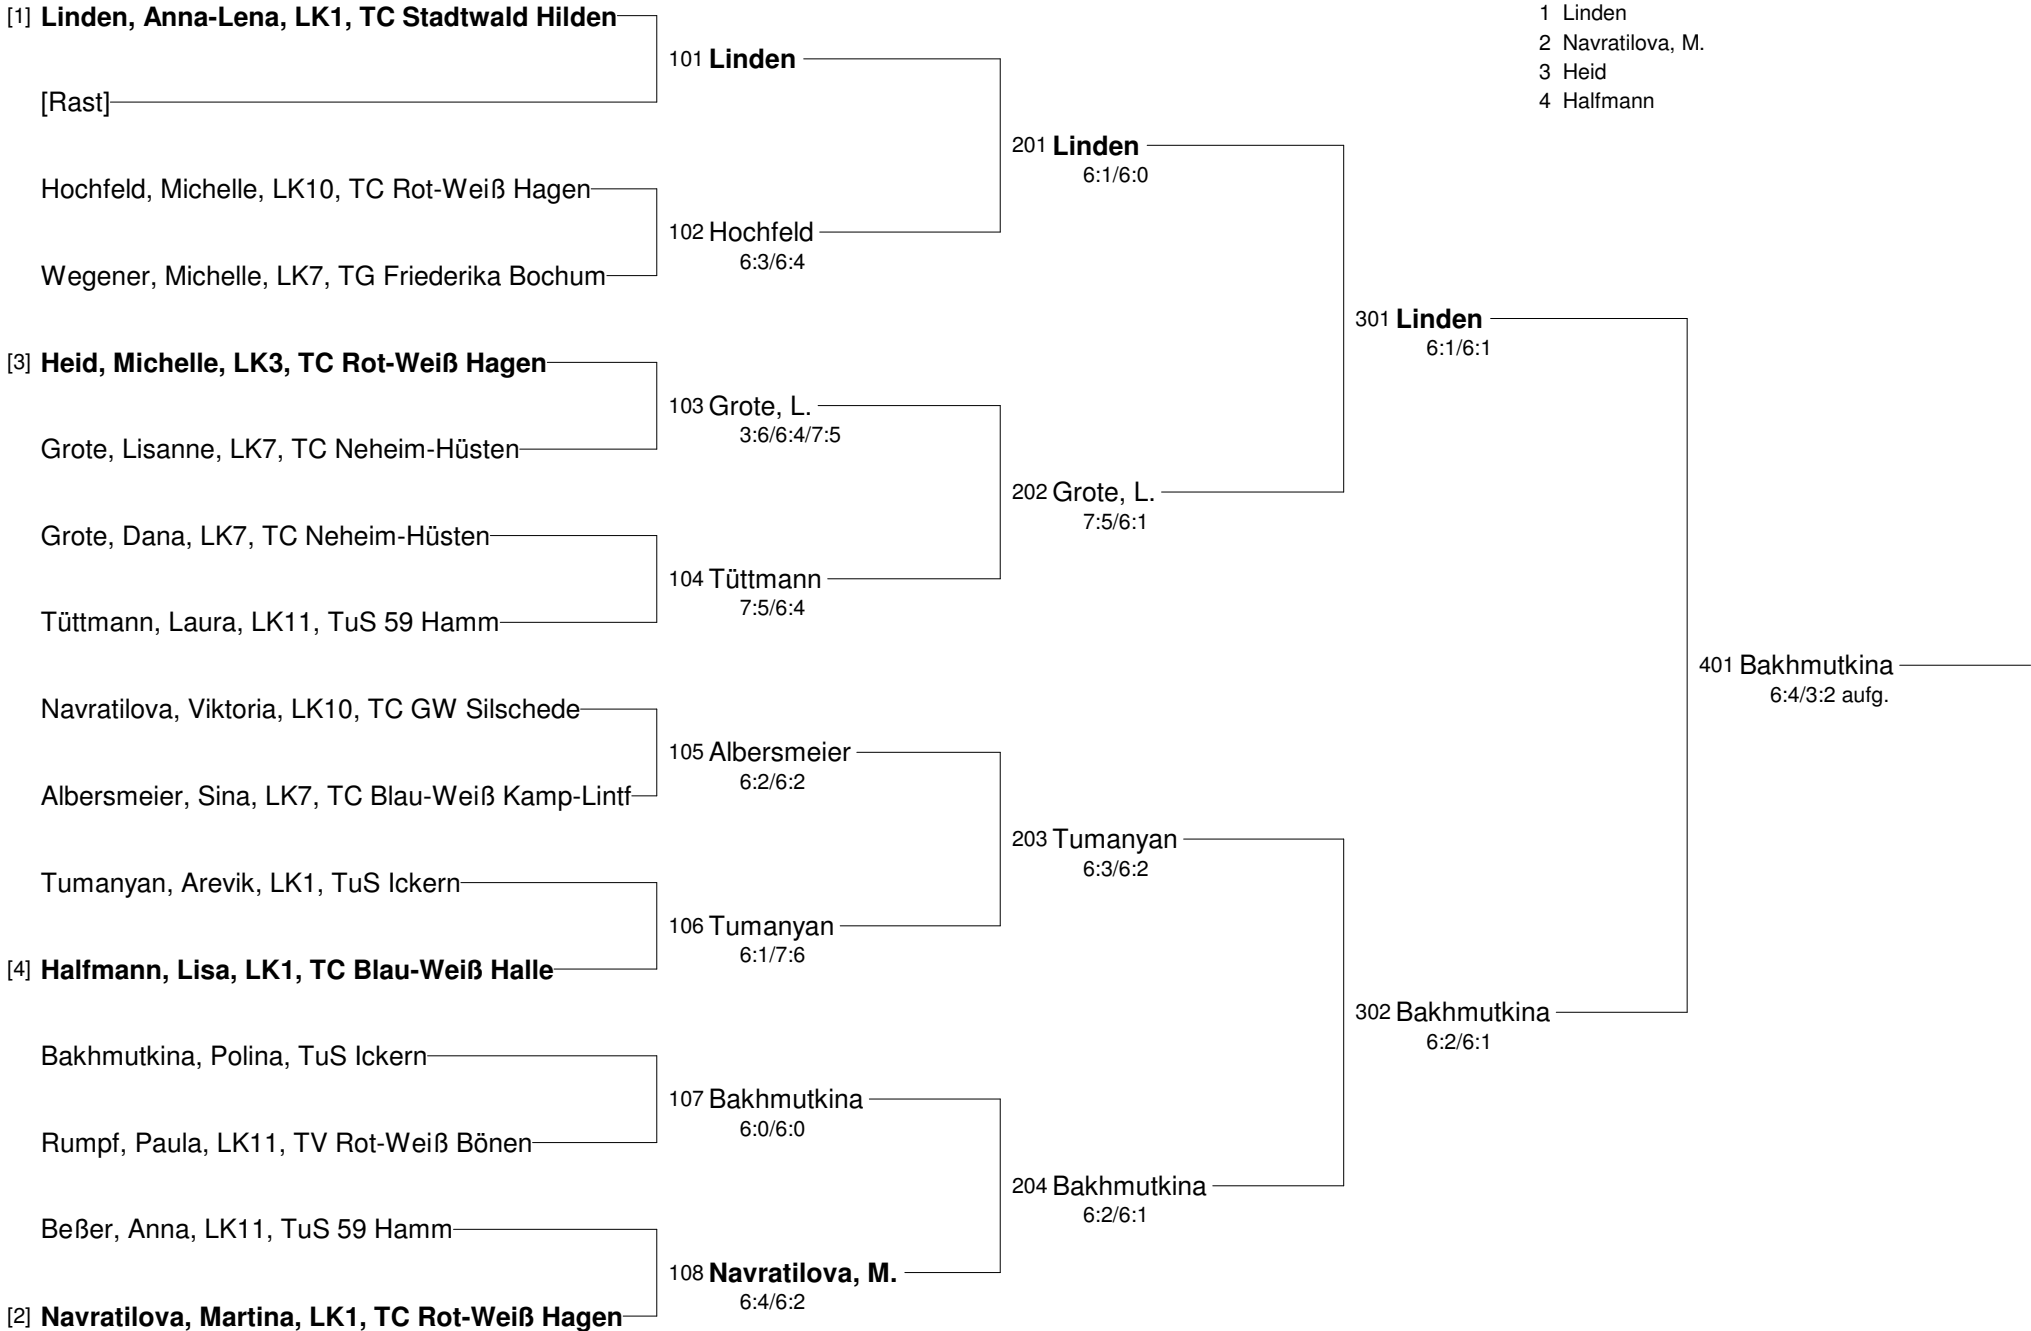 [1] Linden, Anna-Lena, LK1, TC Stadtwald Hilden
[Rast]
Hochfeld, Michelle, LK10, TC Rot-Weiß Hagen
Wegener, Michelle, LK7, TG Friederika Bochum
[3] Heid, Michelle, LK3, TC Rot-Weiß Hagen
Grote, Lisanne, LK7, TC Neheim-Hüsten
Grote, Dana, LK7, TC Neheim-Hüsten
Tüttmann, Laura, LK11, TuS 59 Hamm
Navratilova, Viktoria, LK10, TC GW Silschede
Albersmeier, Sina, LK7, TC Blau-Weiß Kamp-Lintf
Tumanyan, Arevik, LK1, TuS Ickern
[4] Halfmann, Lisa, LK1, TC Blau-Weiß Halle
Bakhmutkina, Polina, TuS Ickern
Rumpf, Paula, LK11, TV Rot-Weiß Bönen
Beßer, Anna, LK11, TuS 59 Hamm
[2] Navratilova, Martina, LK1, TC Rot-Weiß Hagen
101 Linden
102 Hochfeld
6:3/6:4
103 Grote, L.
3:6/6:4/7:5
104 Tüttmann
7:5/6:4
105 Albersmeier
6:2/6:2
106 Tumanyan
6:1/7:6
107 Bakhmutkina
6:0/6:0
108 Navratilova, M.
6:4/6:2
201 Linden
6:1/6:0
202 Grote, L.
7:5/6:1
203 Tumanyan
6:3/6:2
204 Bakhmutkina
6:2/6:1
301 Linden
6:1/6:1
302 Bakhmutkina
6:2/6:1
401 Bakhmutkina
6:4/3:2 aufg.
1 Linden
2 Navratilova, M.
3 Heid
4 Halfmann